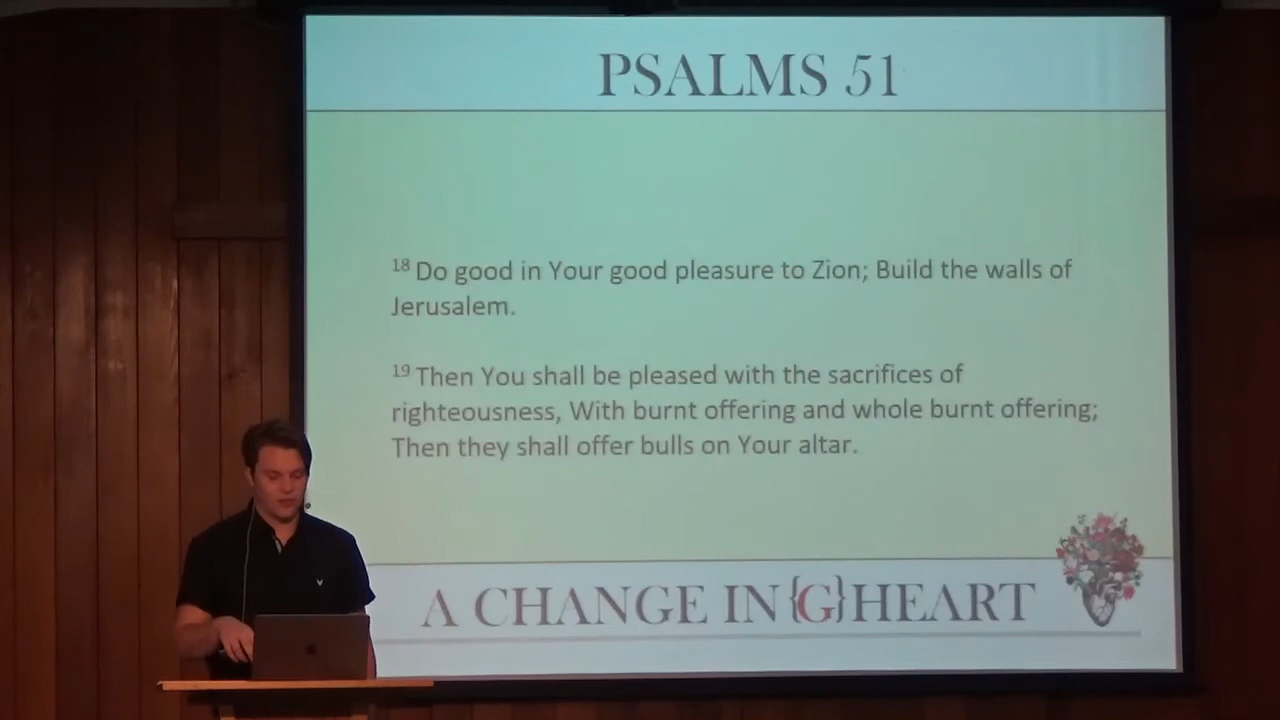 PSALMS 51
18 Do good in Your good pleasure to Zion; Build the walls of
Jerusalem.
19 Then You shall be pleased with the sacrifices of
righteousness, With burnt offering and whole burnt offering;
Then they shall offer bulls on Your altar.
A CHANGE IN {G} HEART